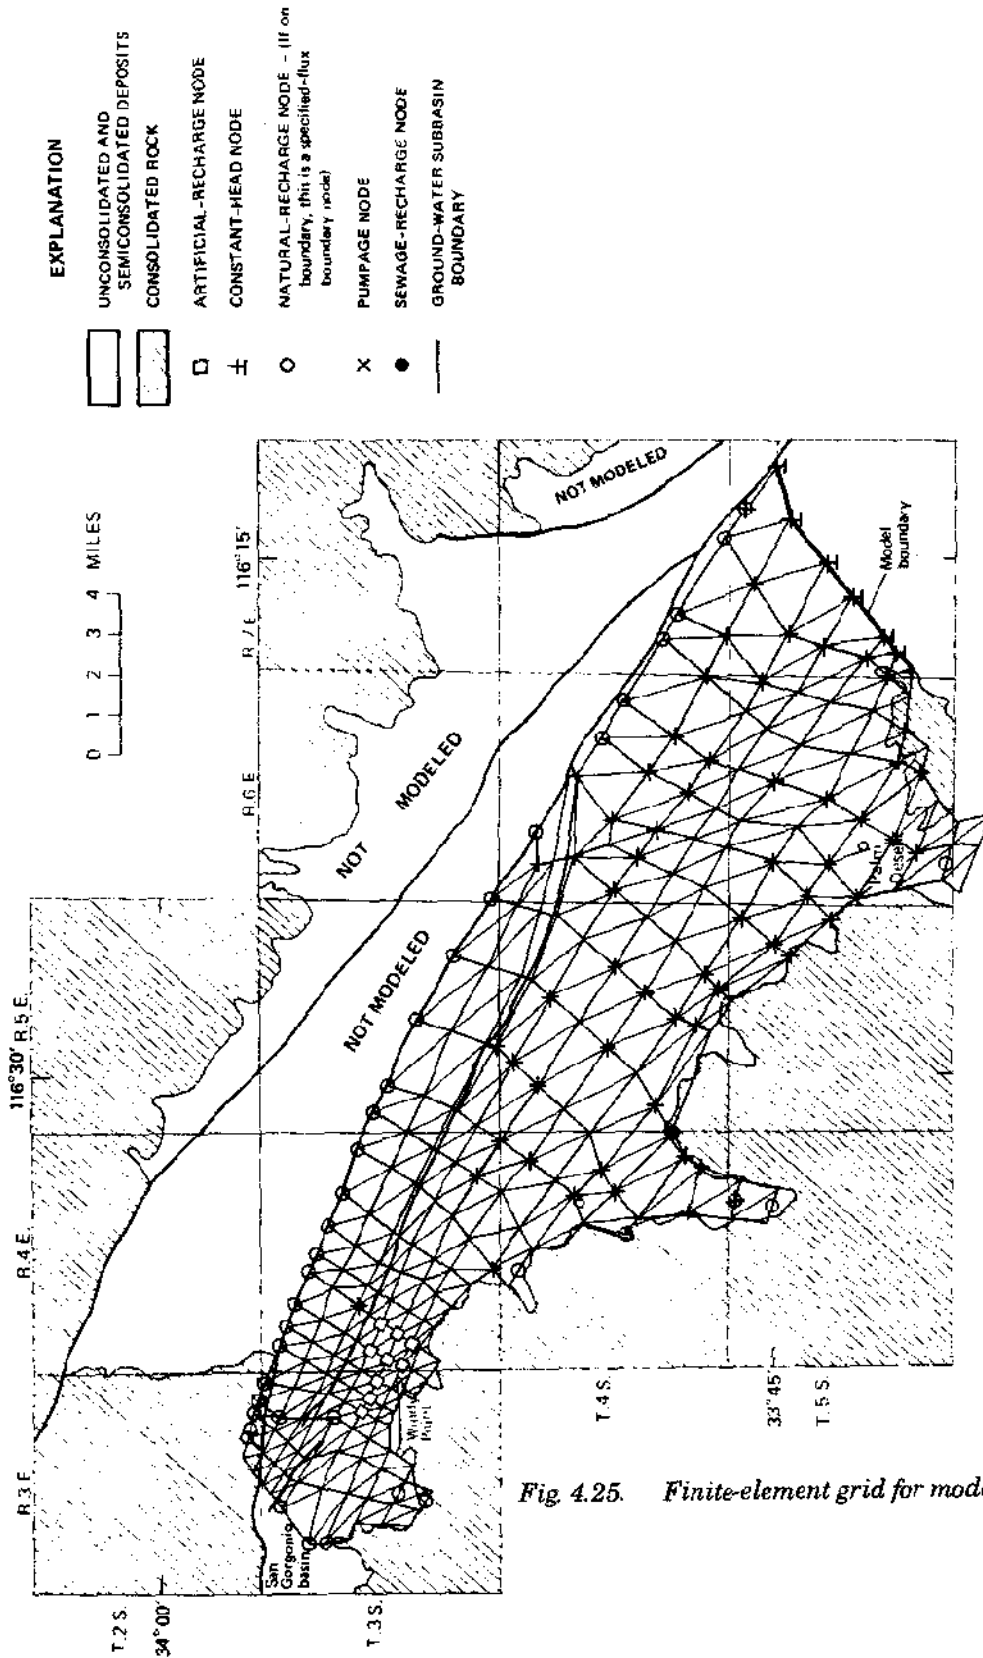 EXPLANATION
UNCONSOLIDATED AND
SEMICONSOLIDATED DEPOSITS
CONSOLIDATED ROCK
ARTIFICIAL-RECHARGE NODE
CONSTANT-HEAD NODE
NATURAL-RECHARGE NODE - (If on
boundary, this is a specified-flux
boundary node)
PUMPAGE NODE
SEWAGE-RECHARGE NODE
GROUND-WATER SUBBASIN
BOUNDARY
0 1 2 3 4 MILES
116°30'
116°15'
R 3 E
R 4 E
R 5 E.
R 6 E
R 7 E
T.2 S.
34°00'
T.3 S.
T.4 S.
33°45'
T.5 S.
NOT MODELED
NOT
MODELED
NOT MODELED
San
Gorgonio
basin
Windy
Point
Palm
Desert
Model
boundary
Fig. 4.25. Finite-element grid for mode